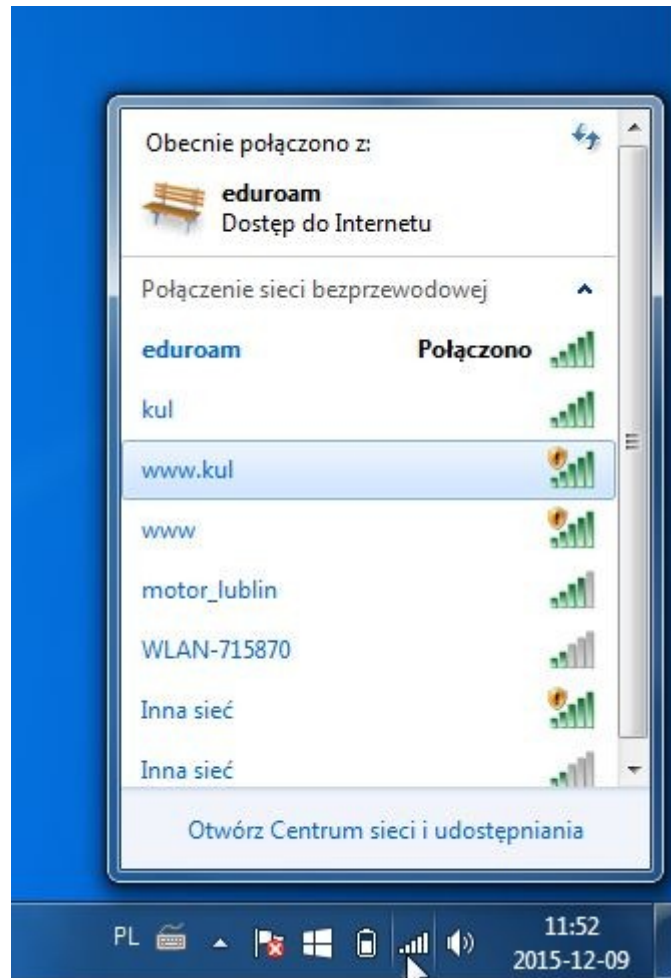 Obecnie połączono z:
eduroam
Dostęp do Internetu
Połączenie sieci bezprzewodowej
eduroam Połączono
kul
www.kul
www
motor_lublin
WLAN-715870
Inna sieć
Inna sieć
Otwórz Centrum sieci i udostępniania
PL
11:52
2015-12-09